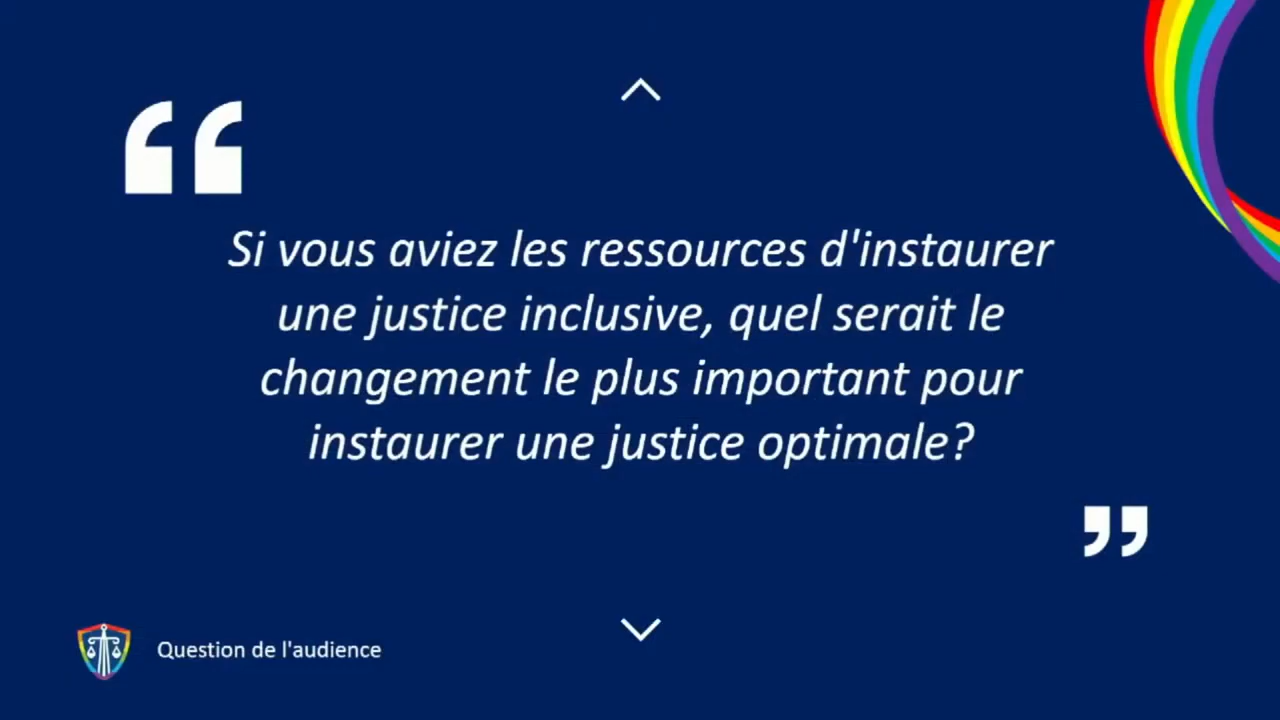 Si vous aviez les ressources d'instaurer
une justice inclusive, quel serait le
changement le plus important pour
instaurer une justice optimale?
Question de l'audience